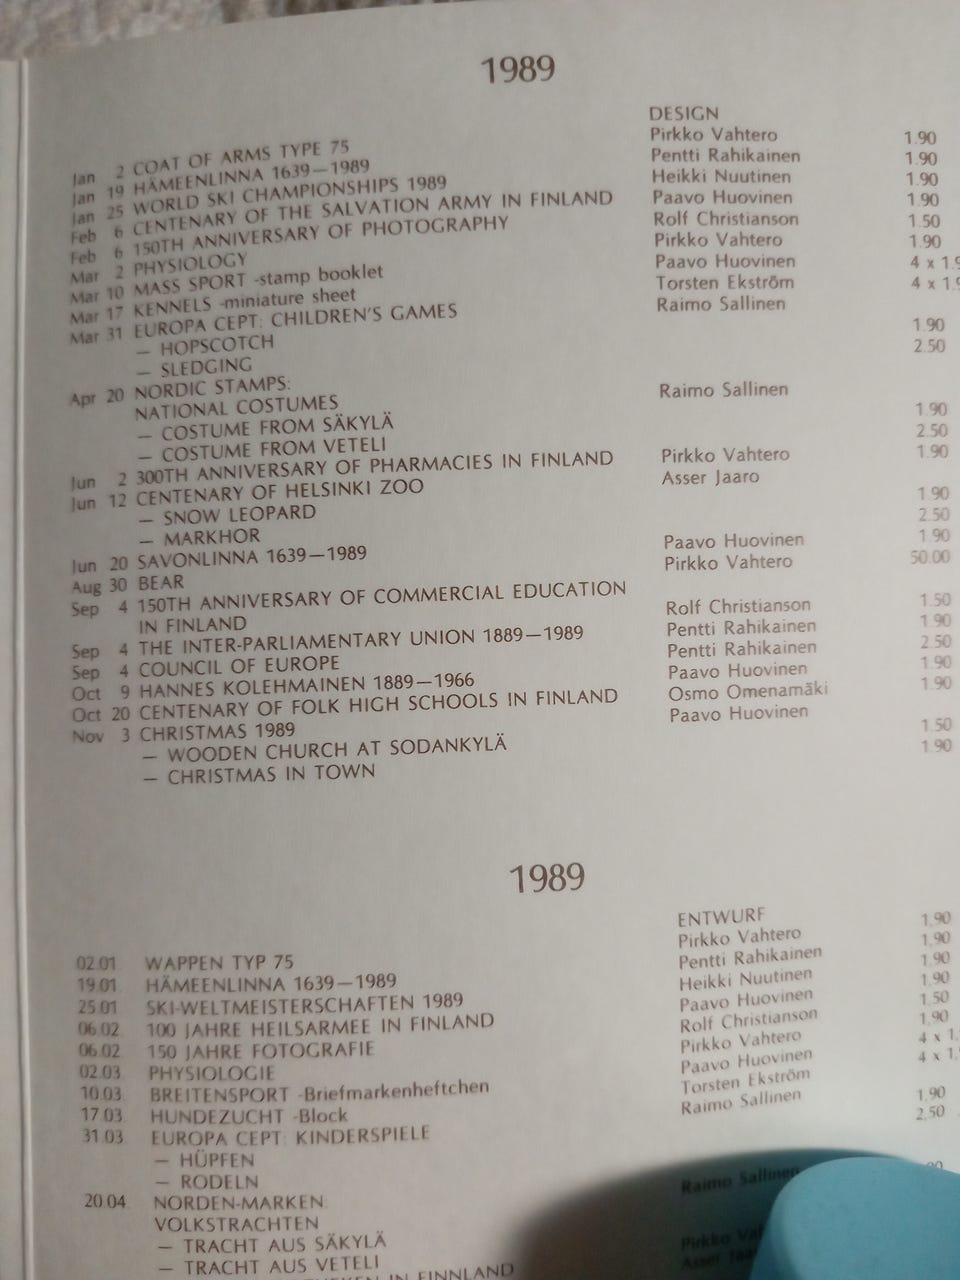 1989
DESIGN
Jan 2 COAT OF ARMS TYPE 75 Pirkko Vahtero 1.90
Jan 19 HÄMEENLINNA 1639—1989 Pentti Rahikainen 1.90
Jan 25 WORLD SKI CHAMPIONSHIPS 1989 Heikki Nuutinen 1.90
Feb 6 CENTENARY OF THE SALVATION ARMY IN FINLAND Paavo Huovinen 1.90
Feb 6 150TH ANNIVERSARY OF PHOTOGRAPHY Rolf Christianson 1.50
Mar 2 PHYSIOLOGY Pirkko Vahtero 1.90
Mar 10 MASS SPORT -stamp booklet Paavo Huovinen 4 x 1.9
Mar 17 KENNELS -miniature sheet Torsten Ekström 4 x 1.9
Mar 31 EUROPA CEPT: CHILDREN'S GAMES Raimo Sallinen
— HOPSCOTCH 1.90
— SLEDGING 2.50
Apr 20 NORDIC STAMPS:
NATIONAL COSTUMES Raimo Sallinen
— COSTUME FROM SÄKYLÄ 1.90
— COSTUME FROM VETELI 2.50
Jun 2 300TH ANNIVERSARY OF PHARMACIES IN FINLAND Pirkko Vahtero 1.90
Jun 12 CENTENARY OF HELSINKI ZOO Asser Jaaro
— SNOW LEOPARD 1.90
— MARKHOR 2.50
Jun 20 SAVONLINNA 1639—1989 Paavo Huovinen 1.90
Aug 30 BEAR Pirkko Vahtero 50.00
Sep 4 150TH ANNIVERSARY OF COMMERCIAL EDUCATION
IN FINLAND Rolf Christianson 1.50
Sep 4 THE INTER-PARLIAMENTARY UNION 1889—1989 Pentti Rahikainen 1.90
Sep 4 COUNCIL OF EUROPE Pentti Rahikainen 2.50
Oct 9 HANNES KOLEHMAINEN 1889—1966 Paavo Huovinen 1.90
Oct 20 CENTENARY OF FOLK HIGH SCHOOLS IN FINLAND Osmo Omenamäki 1.90
Nov 3 CHRISTMAS 1989 Paavo Huovinen
— WOODEN CHURCH AT SODANKYLÄ 1.50
— CHRISTMAS IN TOWN 1.90
1989
ENTWURF
02.01. WAPPEN TYP 75 Pirkko Vahtero 1.90
19.01. HÄMEENLINNA 1639—1989 Pentti Rahikainen 1.90
25.01. SKI-WELTMEISTERSCHAFTEN 1989 Heikki Nuutinen 1.90
06.02. 100 JAHRE HEILSARMEE IN FINLAND Paavo Huovinen 1.90
06.02. 150 JAHRE FOTOGRAFIE Rolf Christianson 1.50
02.03. PHYSIOLOGIE Pirkko Vahtero 1.90
10.03. BREITENSPORT -Briefmarkenheftchen Paavo Huovinen 4 x 1.
17.03. HUNDEZUCHT -Block Torsten Ekström 4 x 1.
31.03. EUROPA CEPT: KINDERSPIELE Raimo Sallinen
— HÜPFEN 1.90
— RODELN 2.50
20.04. NORDEN-MARKEN:
VOLKSTRACHTEN Raimo Sallinen
— TRACHT AUS SÄKYLÄ
— TRACHT AUS VETELI
IN FINNLAND Pirkko
Asser